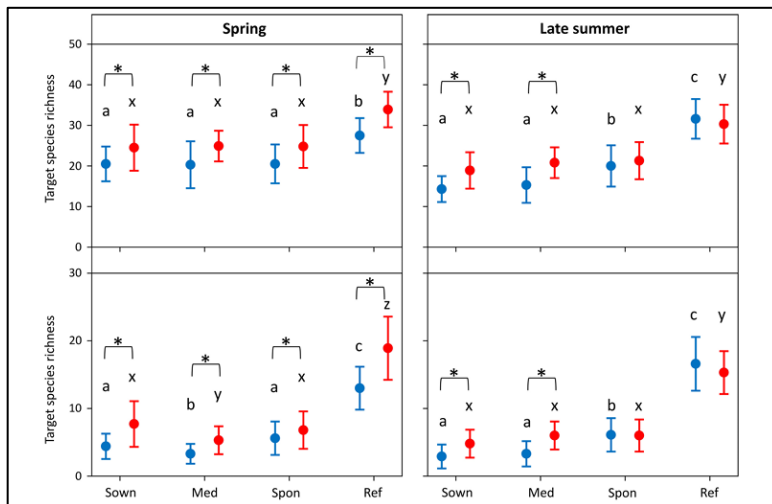 Spring
Late summer
Target species richness
50
40
30
20
10
0
* * * *
a x a x a x b y
* *
a x a x b x c y
Target species richness
30
20
10
0
* * * *
a x b y a x c z
* *
a x a x b x c y
Sown Med Spon Ref
Sown Med Spon Ref